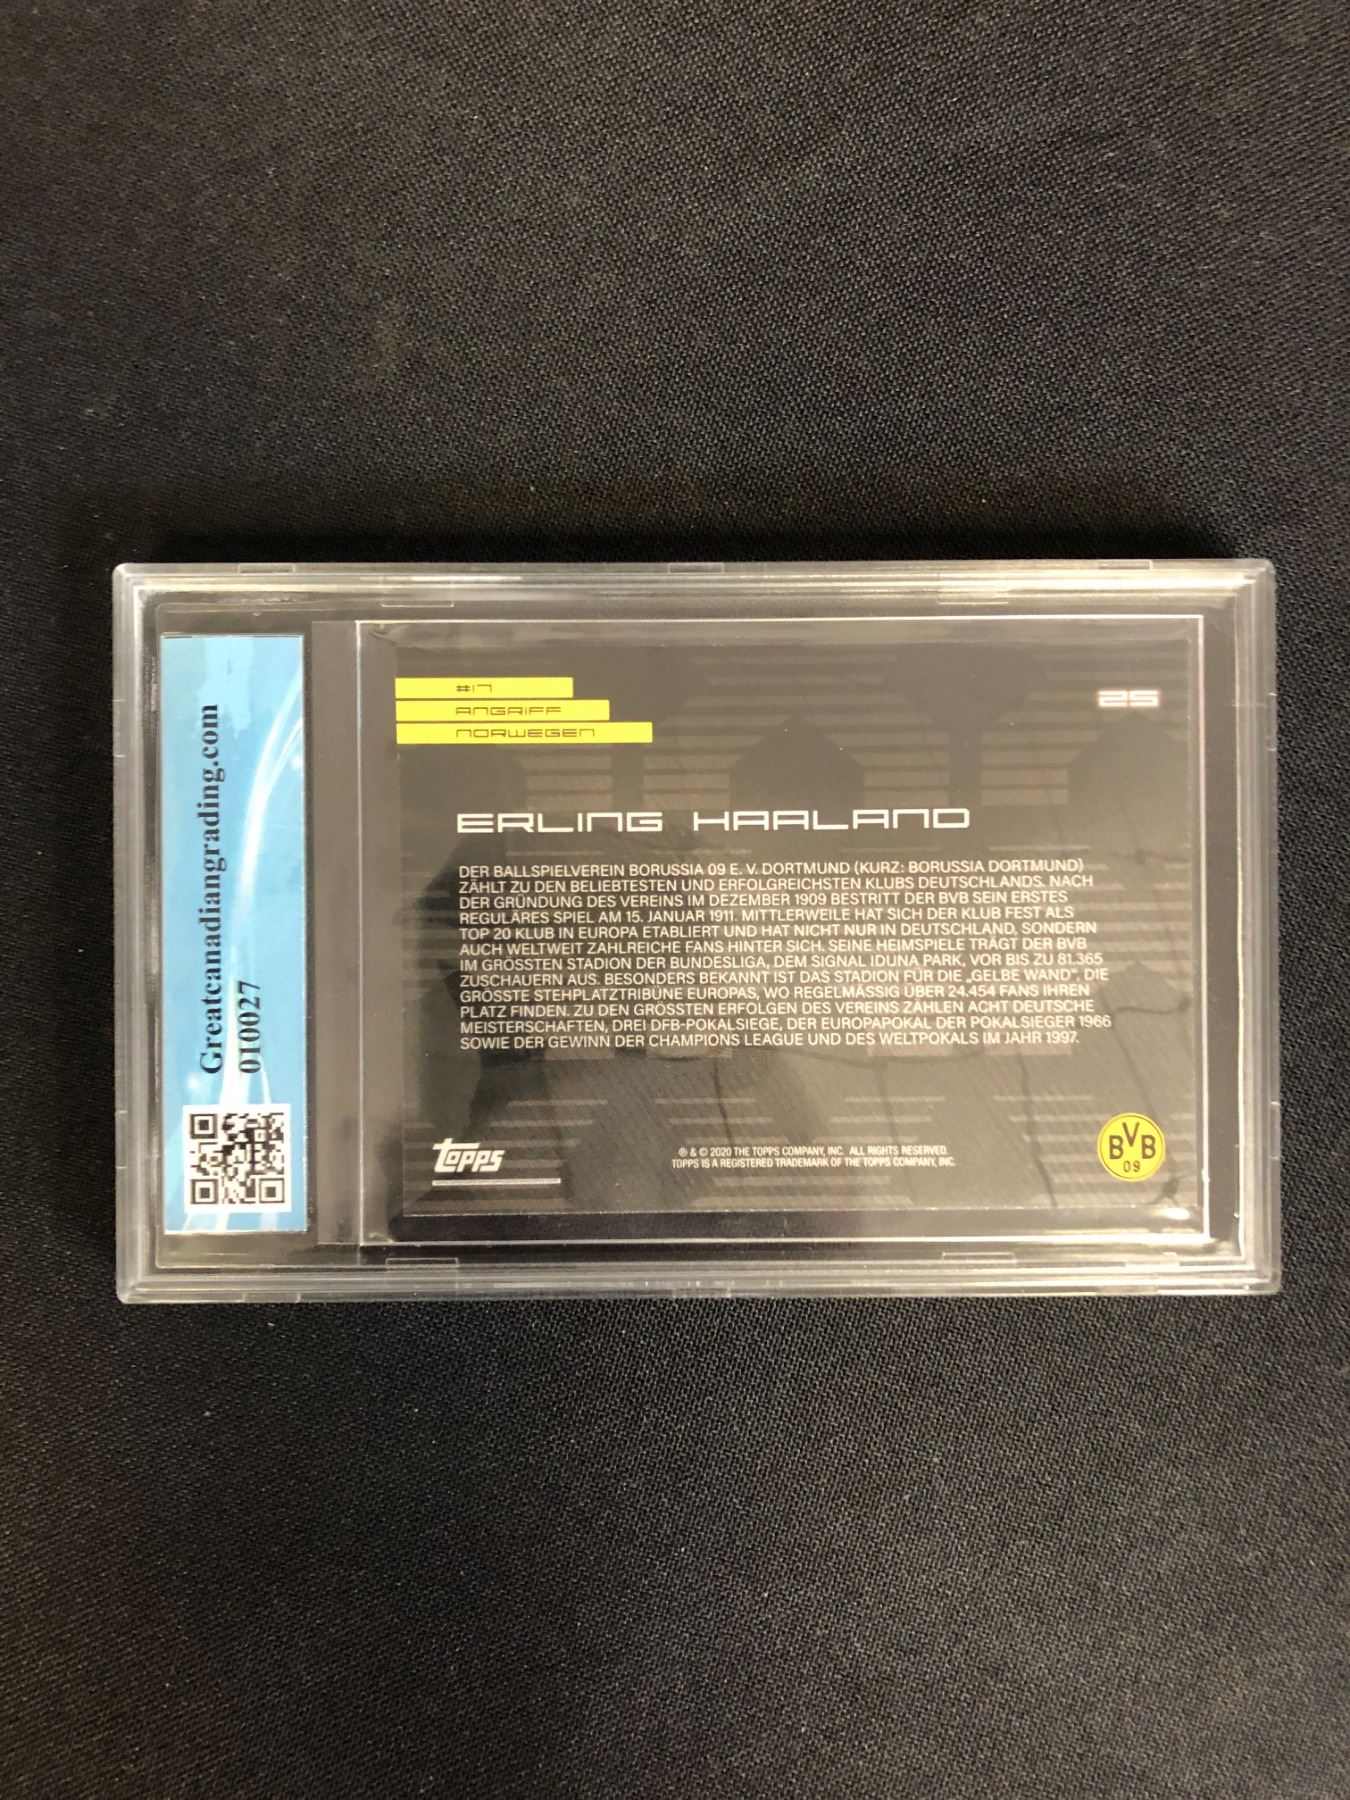 Greatcanadiangrading.com
010027
#17
ANGRIFF
NORWEGEN
25
ERLING HAALAND
DER BALLSPIELVEREIN BORUSSIA 09 E. V. DORTMUND (KURZ: BORUSSIA DORTMUND)
ZÄHLT ZU DEN BELIEBTESTEN UND ERFOLGREICHSTEN KLUBS DEUTSCHLANDS. NACH
DER GRÜNDUNG DES VEREINS IM DEZEMBER 1909 BESTRITT DER BVB SEIN ERSTES
REGULÄRES SPIEL AM 15. JANUAR 1911. MITTLERWEILE HAT SICH DER KLUB FEST ALS
TOP 20 KLUB IN EUROPA ETABLIERT UND HAT NICHT NUR IN DEUTSCHLAND, SONDERN
AUCH WELTWEIT ZAHLREICHE FANS HINTER SICH. SEINE HEIMSPIELE TRÄGT DER BVB
IM GRÖSSTEN STADION DER BUNDESLIGA, DEM SIGNAL IDUNA PARK, VOR BIS ZU 81.365
ZUSCHAUERN AUS. BESONDERS BEKANNT IST DAS STADION FÜR DIE „GELBE WAND“, DIE
GRÖSSTE STEHPLATZTRIBÜNE EUROPAS, WO REGELMÄSSIG ÜBER 24.454 FANS IHREN
PLATZ FINDEN. ZU DEN GRÖSSTEN ERFOLGEN DES VEREINS ZÄHLEN ACHT DEUTSCHE
MEISTERSCHAFTEN, DREI DFB-POKALSIEGE, DER EUROPAPOKAL DER POKALSIEGER 1966
SOWIE DER GEWINN DER CHAMPIONS LEAGUE UND DES WELTPOKALS IM JAHR 1997.
Topps
® & © 2020 THE TOPPS COMPANY, INC. ALL RIGHTS RESERVED.
TOPPS IS A REGISTERED TRADEMARK OF THE TOPPS COMPANY, INC.
BVB
09